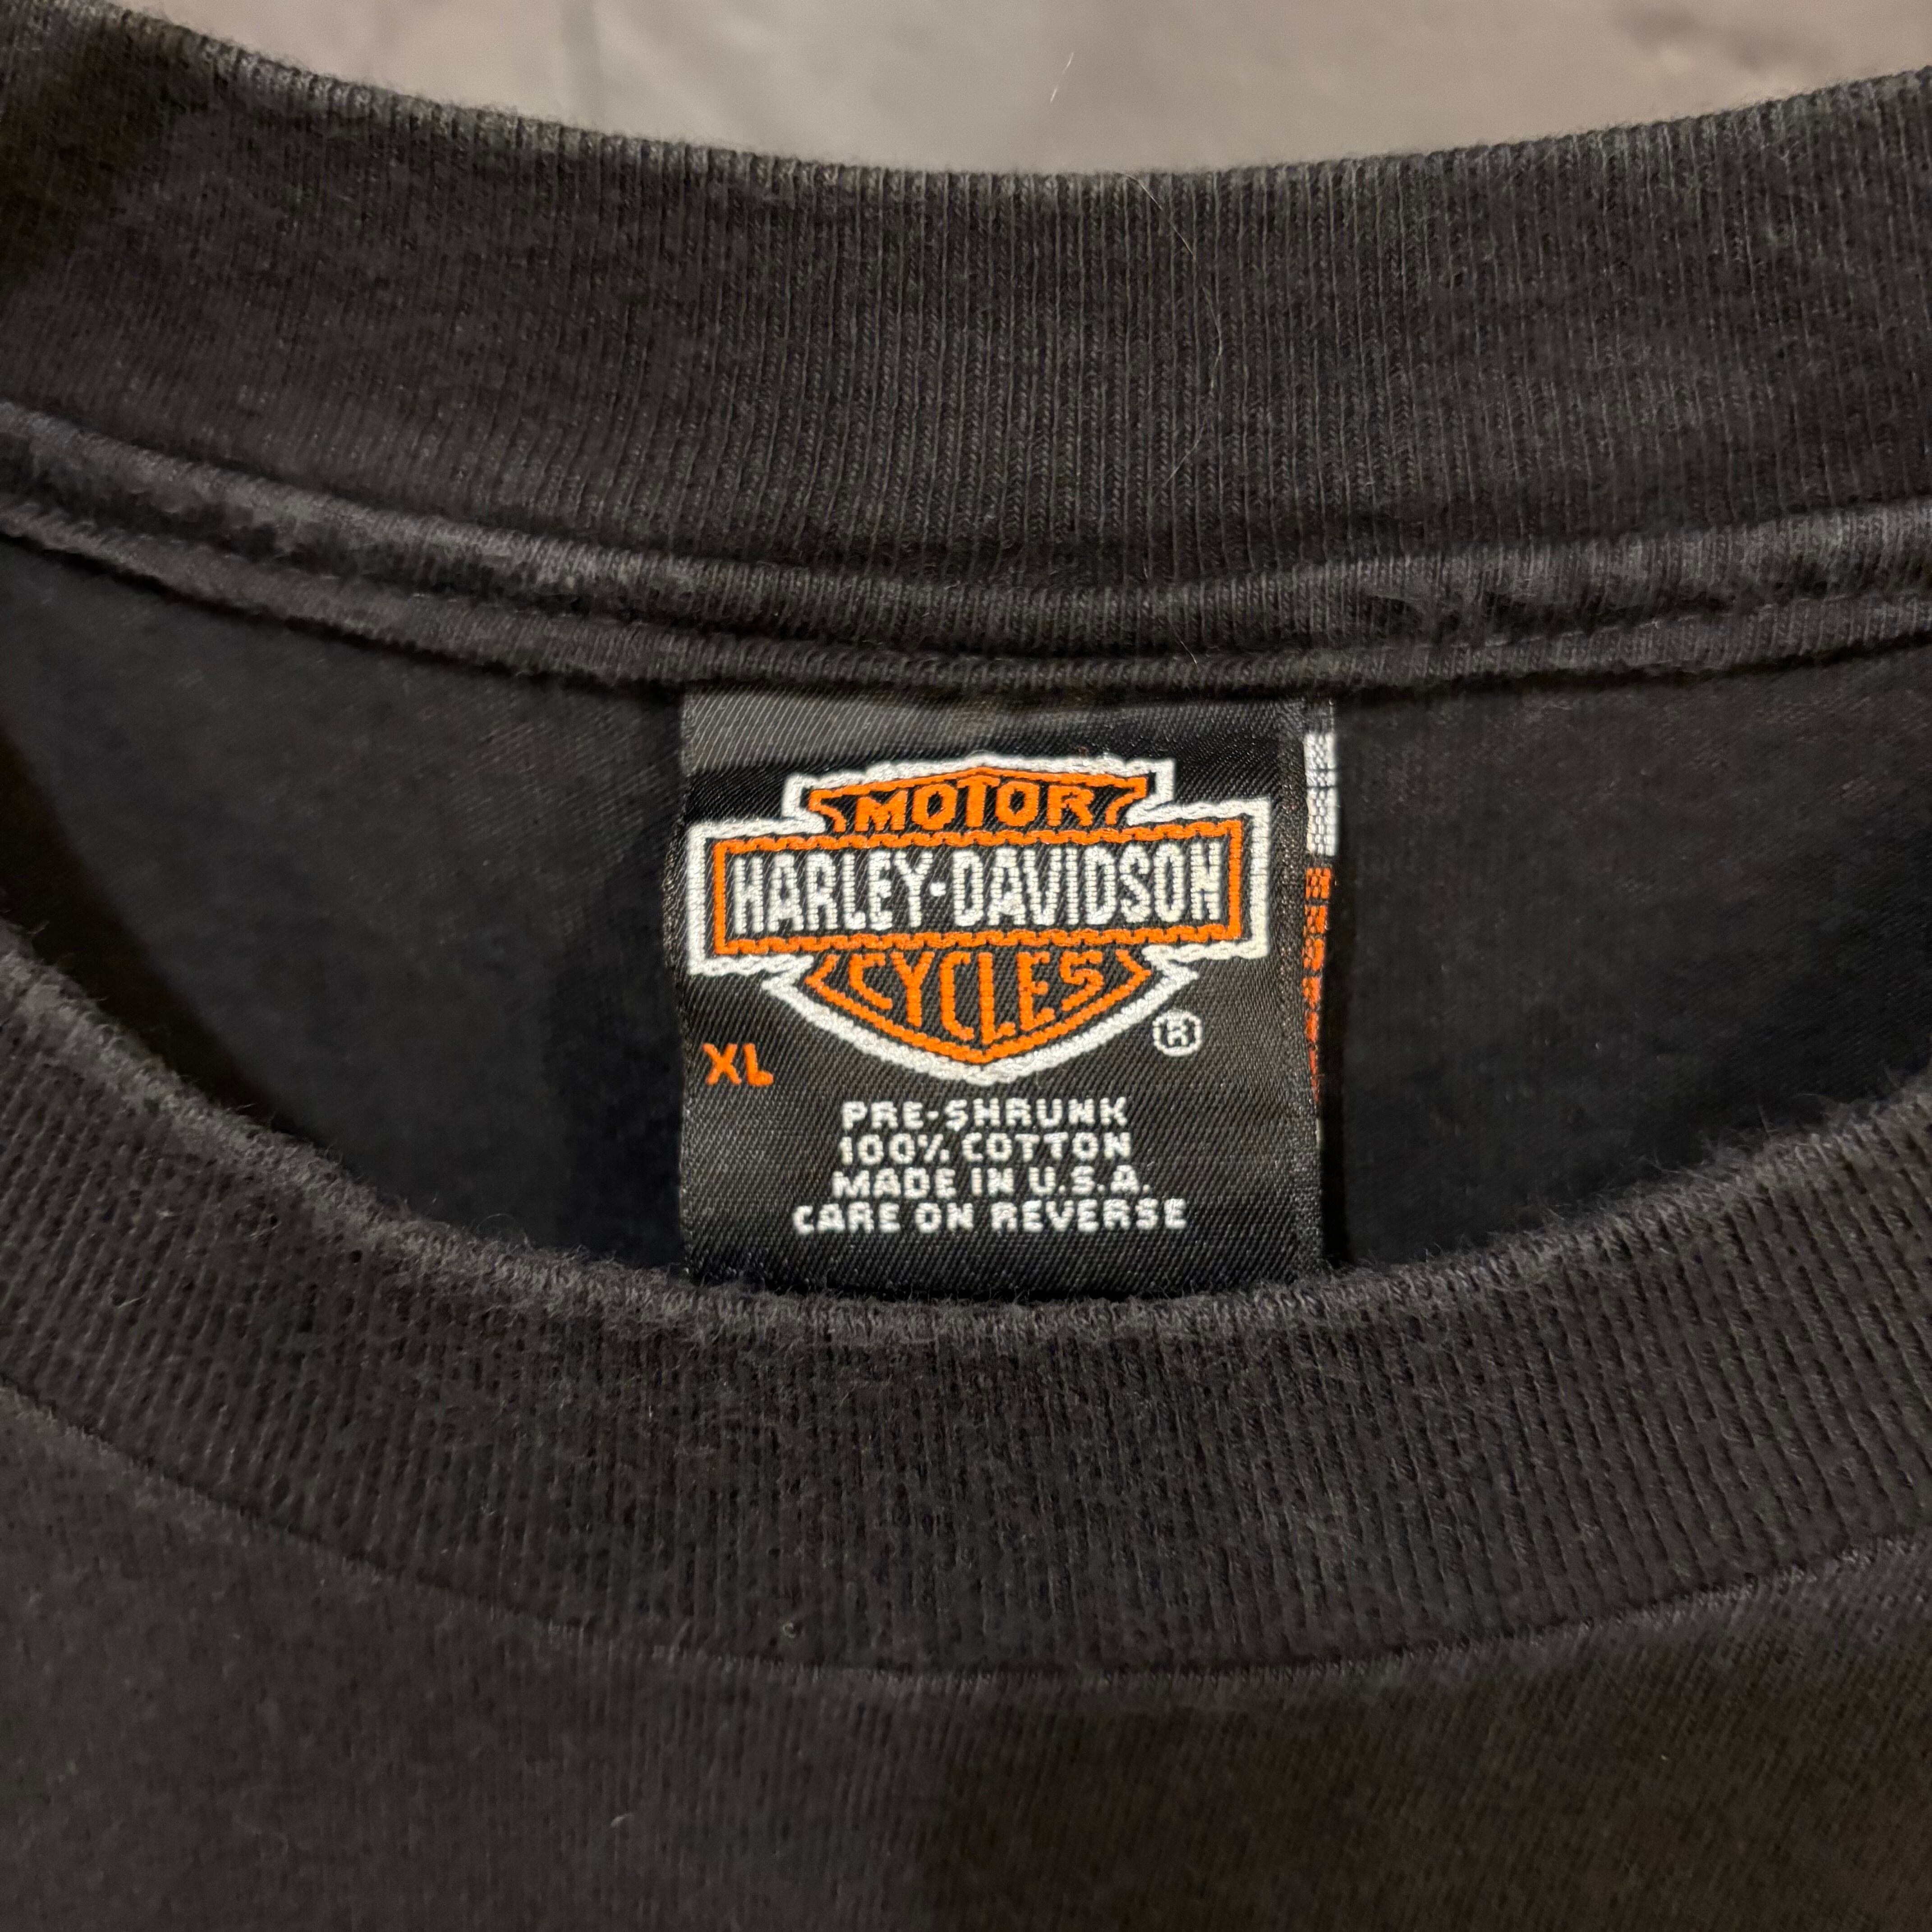 MOTOR
HARLEY-DAVIDSON
CYCLES
®
XL
PRE-SHRUNK
100% COTTON
MADE IN U.S.A.
CARE ON REVERSE